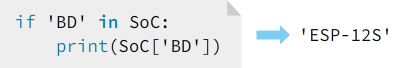 if 'BD' in SoC:
    print(SoC['BD'])
'ESP-12S'